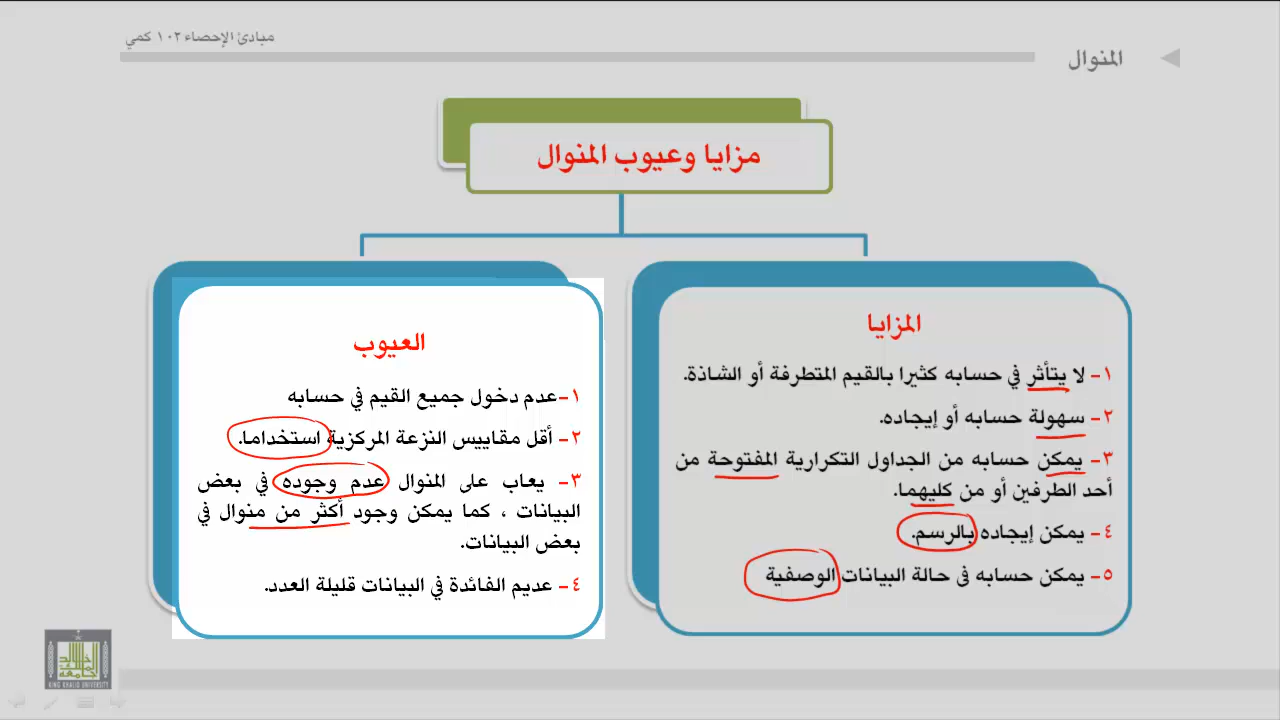 مبادئ الإحصاء ١٠٢ كمي
المنوال
مزايا وعيوب المنوال
المزايا
١- لا يتأثر في حسابه كثيرا بالقيم المتطرفة أو الشاذة.
٢- سهولة حسابه أو إيجاده.
٣- يمكن حسابه من الجداول التكرارية المفتوحة من
أحد الطرفين أو من كليهما.
٤- يمكن إيجاده بالرسم.
٥- يمكن حسابه فى حالة البيانات الوصفية
العيوب
١- عدم دخول جميع القيم في حسابه
٢- أقل مقاييس النزعة المركزية استخداما.
٣- يعاب على المنوال عدم وجوده في بعض
البيانات ، كما يمكن وجود أكثر من منوال في
بعض البيانات.
٤- عديم الفائدة في البيانات قليلة العدد.
KING KHALID UNIVERSITY